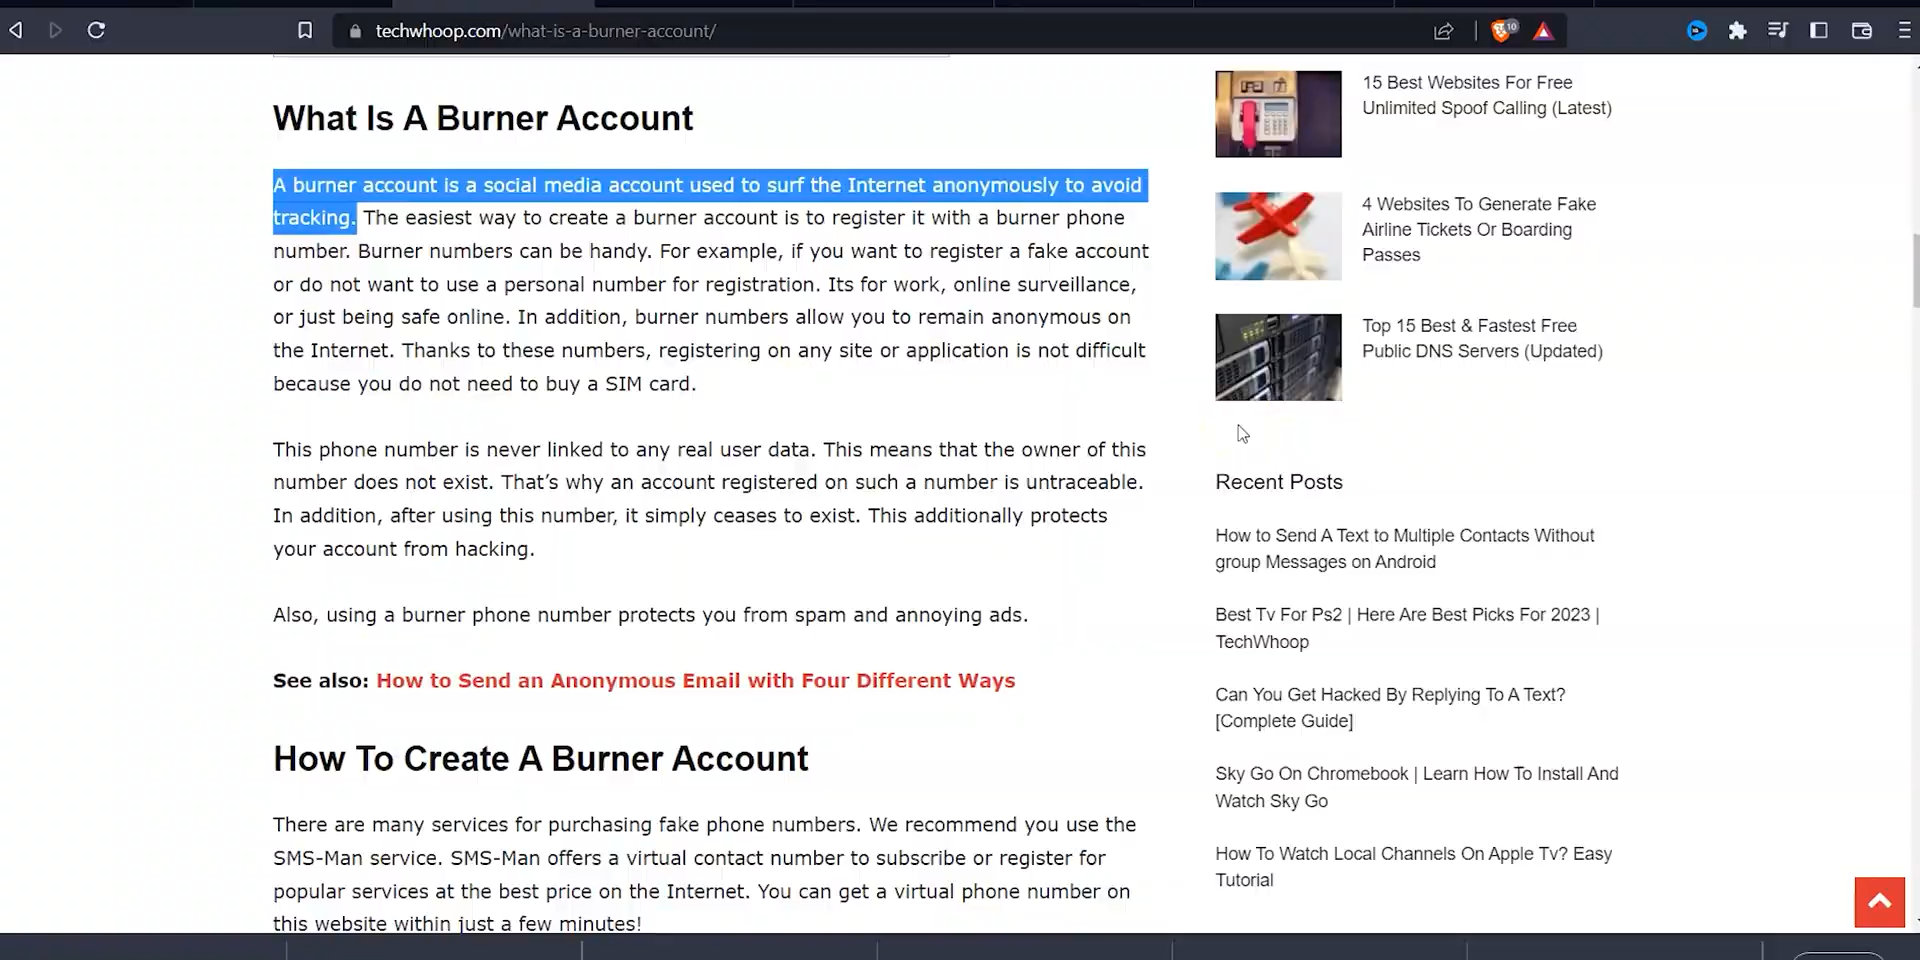 techwhoop.com/what-is-a-burner-account/
10
What Is A Burner Account
A burner account is a social media account used to surf the Internet anonymously to avoid
tracking. The easiest way to create a burner account is to register it with a burner phone
number. Burner numbers can be handy. For example, if you want to register a fake account
or do not want to use a personal number for registration. Its for work, online surveillance,
or just being safe online. In addition, burner numbers allow you to remain anonymous on
the Internet. Thanks to these numbers, registering on any site or application is not difficult
because you do not need to buy a SIM card.
This phone number is never linked to any real user data. This means that the owner of this
number does not exist. That’s why an account registered on such a number is untraceable.
In addition, after using this number, it simply ceases to exist. This additionally protects
your account from hacking.
Also, using a burner phone number protects you from spam and annoying ads.
See also: How to Send an Anonymous Email with Four Different Ways
How To Create A Burner Account
There are many services for purchasing fake phone numbers. We recommend you use the
SMS-Man service. SMS-Man offers a virtual contact number to subscribe or register for
popular services at the best price on the Internet. You can get a virtual phone number on
this website within just a few minutes!
15 Best Websites For Free
Unlimited Spoof Calling (Latest)
4 Websites To Generate Fake
Airline Tickets Or Boarding
Passes
Top 15 Best & Fastest Free
Public DNS Servers (Updated)
Recent Posts
How to Send A Text to Multiple Contacts Without
group Messages on Android
Best Tv For Ps2 | Here Are Best Picks For 2023 |
TechWhoop
Can You Get Hacked By Replying To A Text?
[Complete Guide]
Sky Go On Chromebook | Learn How To Install And
Watch Sky Go
How To Watch Local Channels On Apple Tv? Easy
Tutorial